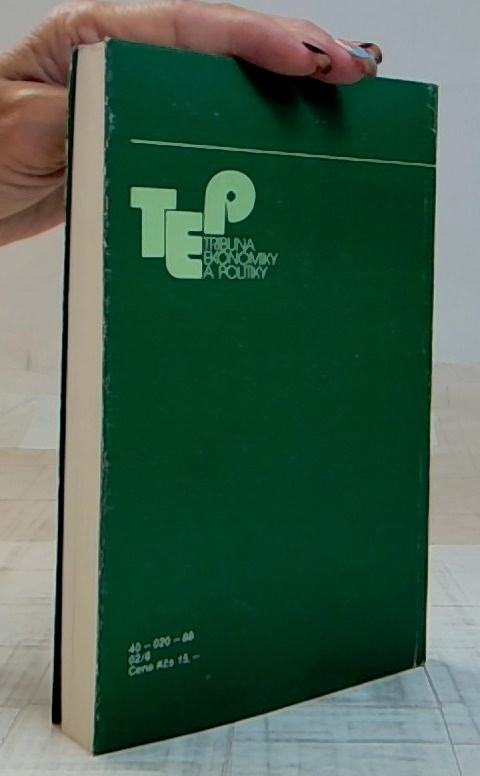 TEP
TRIBUNA
EKONOMIKY
A POLITIKY
40 – 020 – 88
02/6
Cena Kčs 15, –